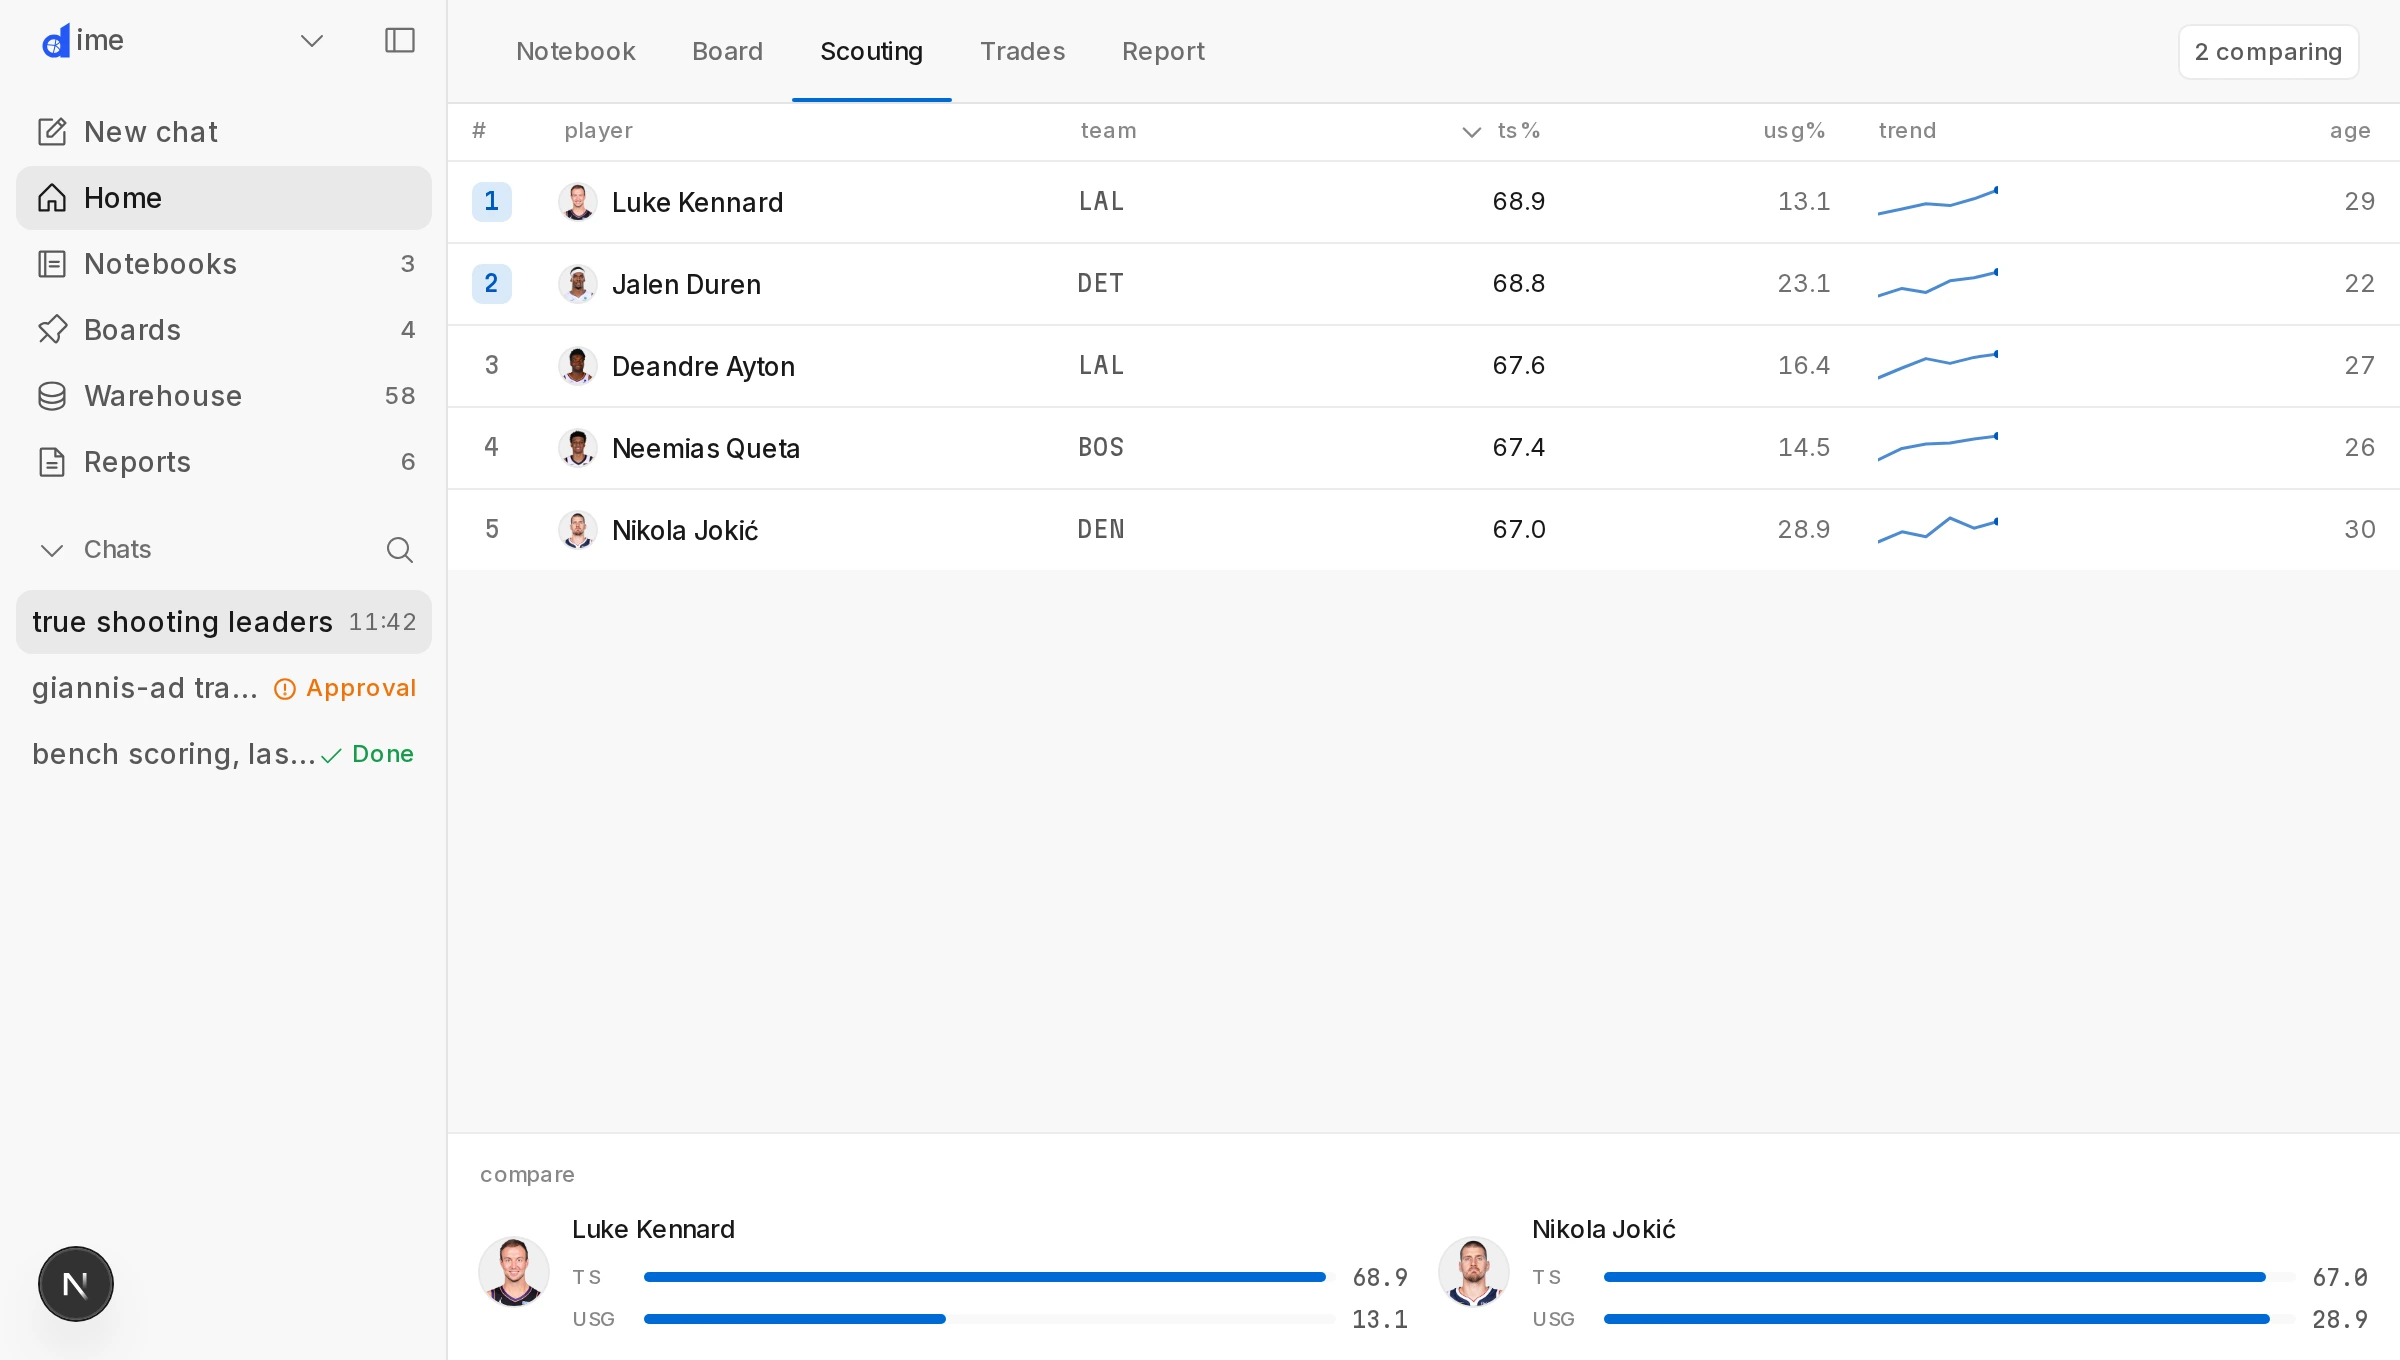 dime
New chat
Home
Notebooks 3
Boards 4
Warehouse 58
Reports 6
Chats
true shooting leaders 11:42
giannis-ad tra... Approval
bench scoring, las... Done
N
Notebook Board Scouting Trades Report 2 comparing
# player team ts% usg% trend age
1 Luke Kennard LAL 68.9 13.1 29
2 Jalen Duren DET 68.8 23.1 22
3 Deandre Ayton LAL 67.6 16.4 27
4 Neemias Queta BOS 67.4 14.5 26
5 Nikola Jokić DEN 67.0 28.9 30
compare
Luke Kennard
TS 68.9
USG 13.1
Nikola Jokić
TS 67.0
USG 28.9